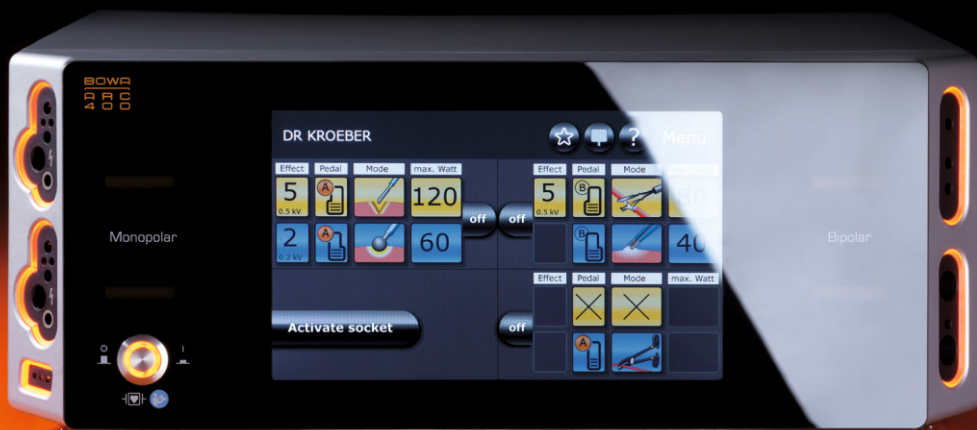 BOWA
ARC
400
DR KROEBER
? Menu
Effect Pedal Mode max. Watt
5 A 120
0.5 kV
off
2 A 60
0.2 kV
Effect Pedal Mode
off
5 B 80
0.5 kV
B 40
Monopolar
Bipolar
Activate socket
Effect Pedal Mode max. Watt
off
A